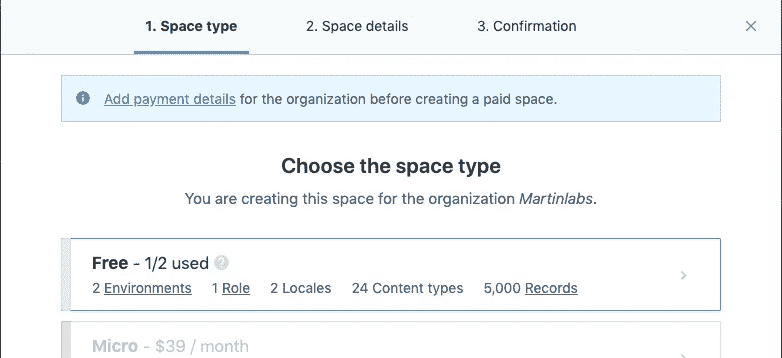 1. Space type 2. Space details 3. Confirmation
Add payment details for the organization before creating a paid space.
Choose the space type
You are creating this space for the organization Martinlabs.
Free - 1/2 used
2 Environments 1 Role 2 Locales 24 Content types 5,000 Records
Micro - $39 / month